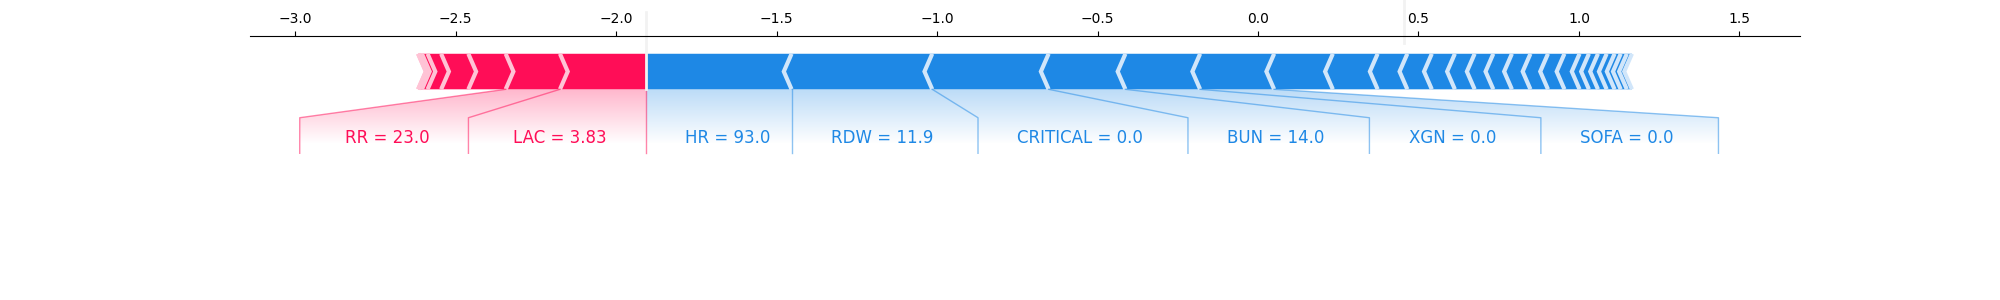 −3.0 −2.5 −2.0 −1.5 −1.0 −0.5 0.0 0.5 1.0 1.5
RR = 23.0 LAC = 3.83 HR = 93.0 RDW = 11.9 CRITICAL = 0.0 BUN = 14.0 XGN = 0.0 SOFA = 0.0